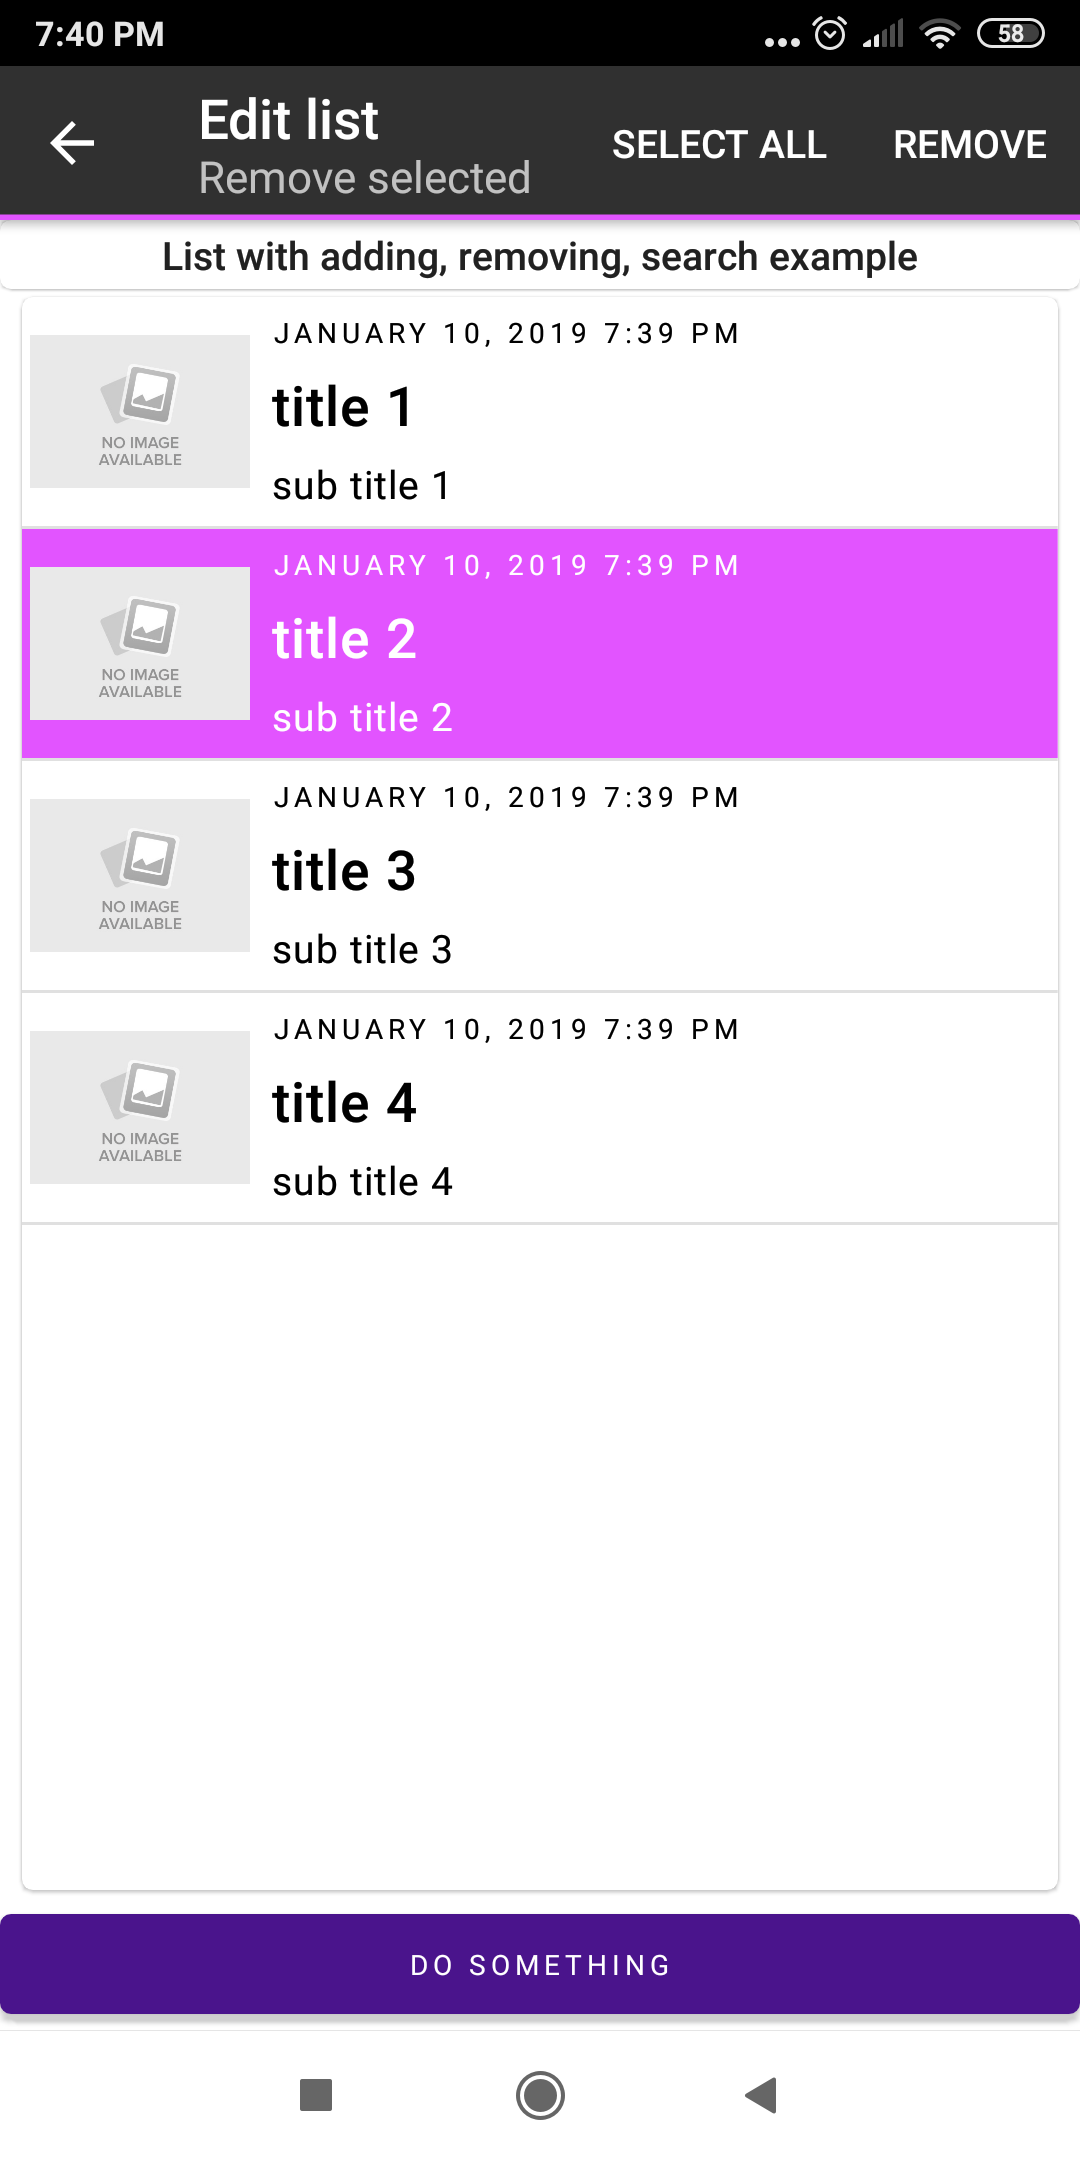 7:40 PM
58
Edit list
Remove selected
SELECT ALL
REMOVE
List with adding, removing, search example
JANUARY 10, 2019 7:39 PM
title 1
sub title 1
NO IMAGE
AVAILABLE
JANUARY 10, 2019 7:39 PM
title 2
sub title 2
NO IMAGE
AVAILABLE
JANUARY 10, 2019 7:39 PM
title 3
sub title 3
NO IMAGE
AVAILABLE
JANUARY 10, 2019 7:39 PM
title 4
sub title 4
NO IMAGE
AVAILABLE
DO SOMETHING